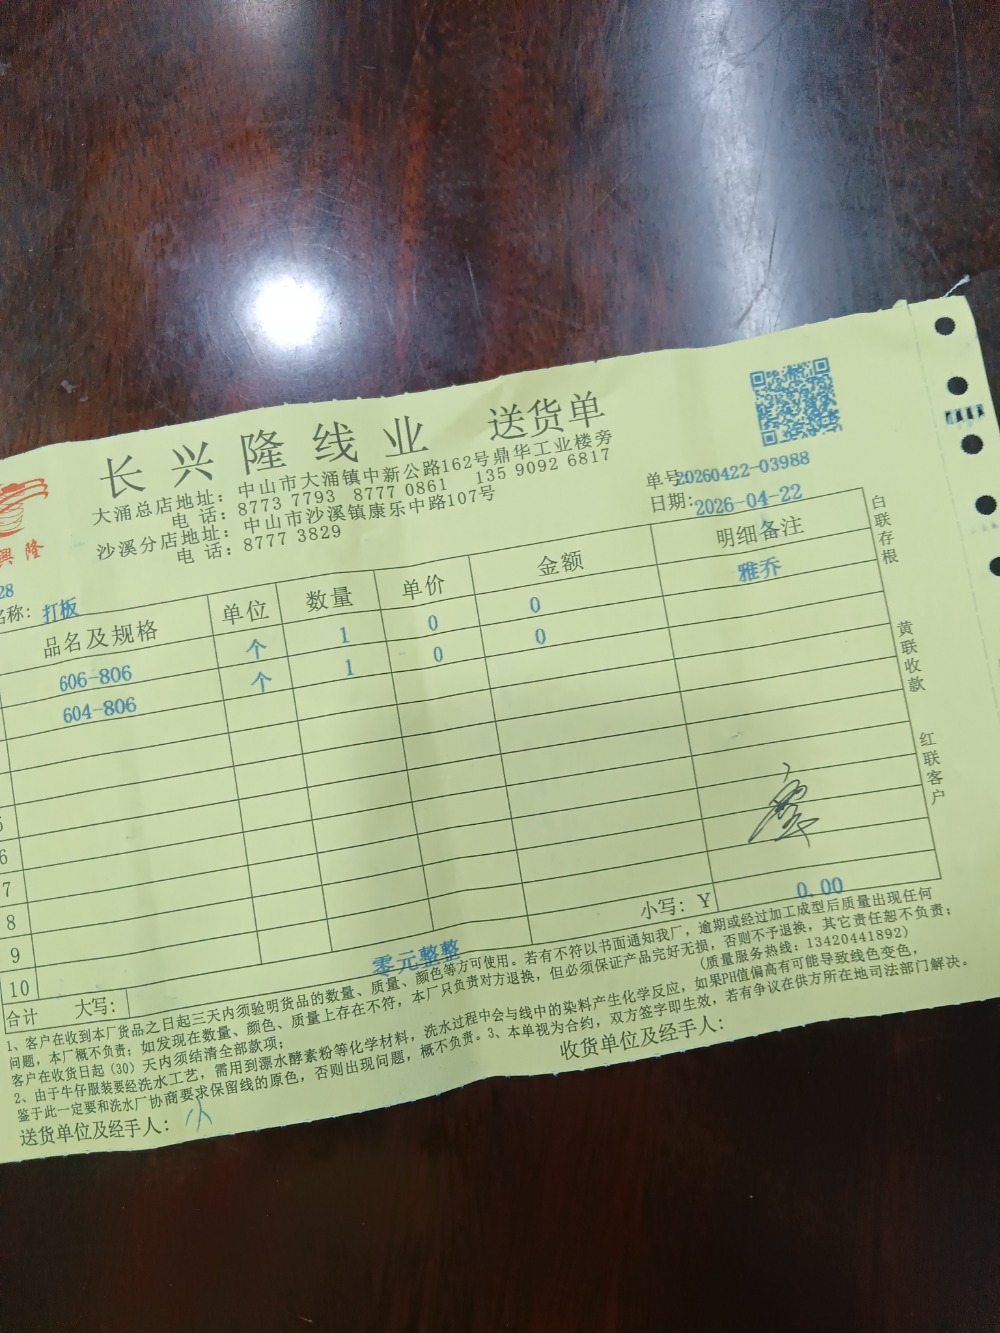 长兴隆线业 送货单
大涌总店地址: 中山市大涌镇中新公路162号鼎华工业楼旁
电 话: 8773 7793 8777 0861 135 9092 6817
沙溪分店地址: 中山市沙溪镇康乐中路107号
电 话: 8777 3829
興隆
单号:20260422-03988
日期:2026-04-22
28
名称: 打板
品名及规格 单位 数量 单价 金额 明细备注
606-806 个 1 0 0 雅乔
604-806 个 1 0 0
5
6
7
8
9
10
合计 大写: 零元整整 小写: ¥ 0.00
1、客户在收到本厂货品之日起三天内须验明货品的数量、质量、颜色等方可使用。若有不符以书面通知我厂, 逾期或经过加工成型后质量出现任何
问题, 本厂概不负责; 如发现在数量、颜色、质量上存在不符, 本厂只负责对方退换, 但必须保证产品完好无损, 否则不予退换, 其它责任恕不负责;
客户在收货日起 (30) 天内须结清全部款项; (质量服务热线: 13420441892)
2、由于牛仔服装要经洗水工艺, 需用到漂水酵素粉等化学材料, 洗水过程中会与线中的染料产生化学反应, 如果PH值偏高有可能导致线色变色,
鉴于此一定要和洗水厂协商要求保留线的原色, 否则出现问题, 概不负责。3、本单视为合约, 双方签字即生效, 若有争议在供方所在地司法部门解决。
送货单位及经手人: 收货单位及经手人:
白联存根
黄联收款
红联客户